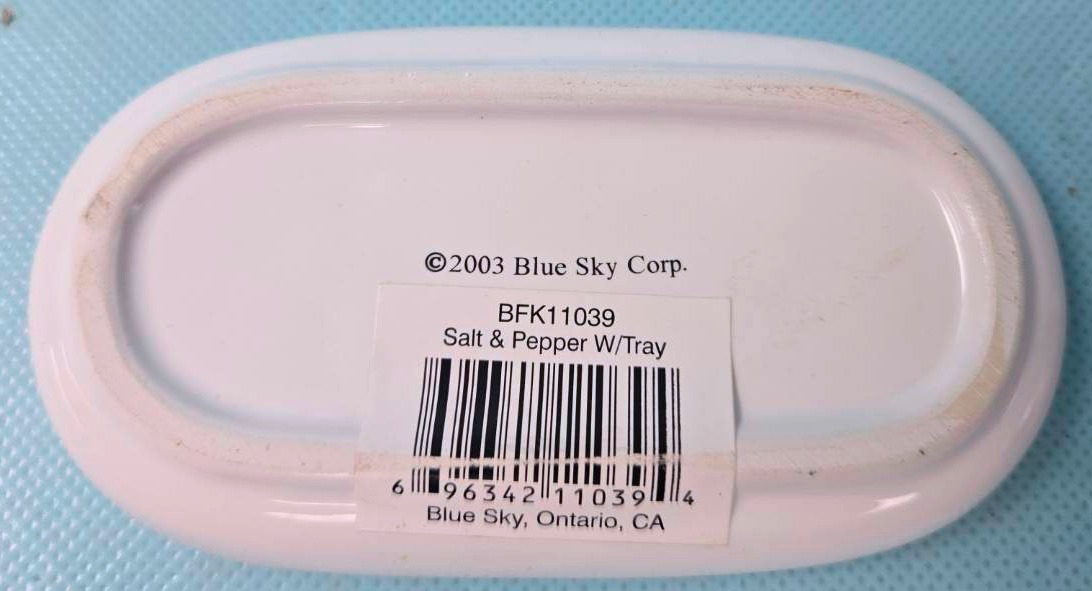 ©2003 Blue Sky Corp.
BFK11039
Salt & Pepper W/Tray
6 96342 11039 4
Blue Sky, Ontario, CA